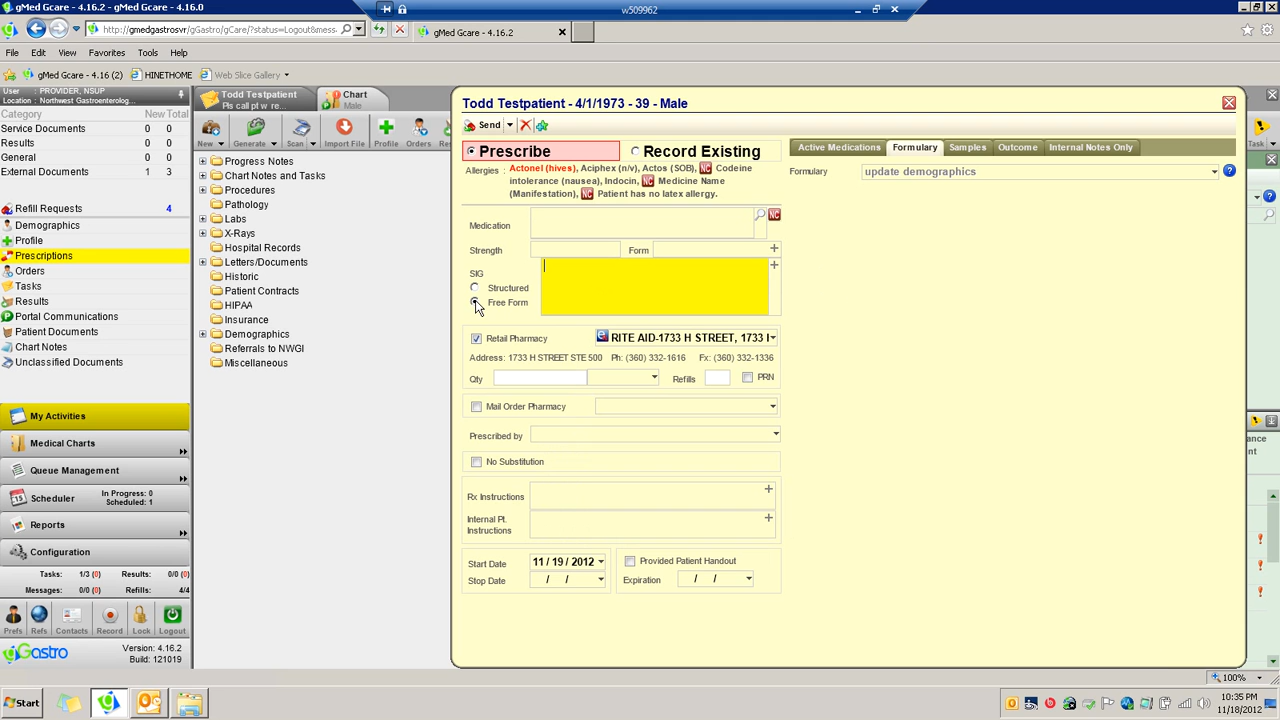 gMed Gcare - 4.16.2 - gMed Gcare - 4.16.0
w509962
http://gmedgastrosvr/gGastro/gCare/?status=Logout&mess
gMed Gcare - 4.16.2
File Edit View Favorites Tools Help
gMed Gcare - 4.16 (2) HINETHOME Web Slice Gallery
User : PROVIDER, NSUP
Location : Northwest Gastroenterolog...
Category New Total
Service Documents 0 0
Results 0 0
General 0 0
External Documents 1 3
Refill Requests 4
Demographics
Profile
Prescriptions
Orders
Tasks
Results
Portal Communications
Patient Documents
Chart Notes
Unclassified Documents
My Activities
Medical Charts
Queue Management
Scheduler In Progress: 0
Scheduled: 1
Reports
Configuration
Tasks: 1/3 (0) Results: 0/0 (0)
Messages: 0/0 (0) Refills: 4/4
Prefs Refs Contacts Record Lock Logout
gGastro Version: 4.16.2
Build: 121019
Todd Testpatient
Pls call pt w re...
Chart
Male
New Generate Scan Import File Profile Orders
Progress Notes
Chart Notes and Tasks
Procedures
Pathology
Labs
X-Rays
Hospital Records
Letters/Documents
Historic
Patient Contracts
HIPAA
Insurance
Demographics
Referrals to NWGI
Miscellaneous
Todd Testpatient - 4/1/1973 - 39 - Male
Send
Prescribe Record Existing
Allergies : Actonel (hives), Aciphex (n/v), Actos (SOB), NC Codeine
intolerance (nausea), Indocin, NC Medicine Name
(Manifestation), NC Patient has no latex allergy.
Medication NC
Strength Form
SIG
Structured
Free Form
Retail Pharmacy RITE AID-1733 H STREET, 1733 I
Address: 1733 H STREET STE 500 Ph: (360) 332-1616 Fx: (360) 332-1336
Qty Refills PRN
Mail Order Pharmacy
Prescribed by
No Substitution
Rx Instructions
Internal Pt.
Instructions
Start Date 11 / 19 / 2012 Provided Patient Handout
Stop Date / / Expiration / /
Active Medications Formulary Samples Outcome Internal Notes Only
Formulary update demographics
Task
ance
t
100%
Start
10:35 PM
11/18/2012